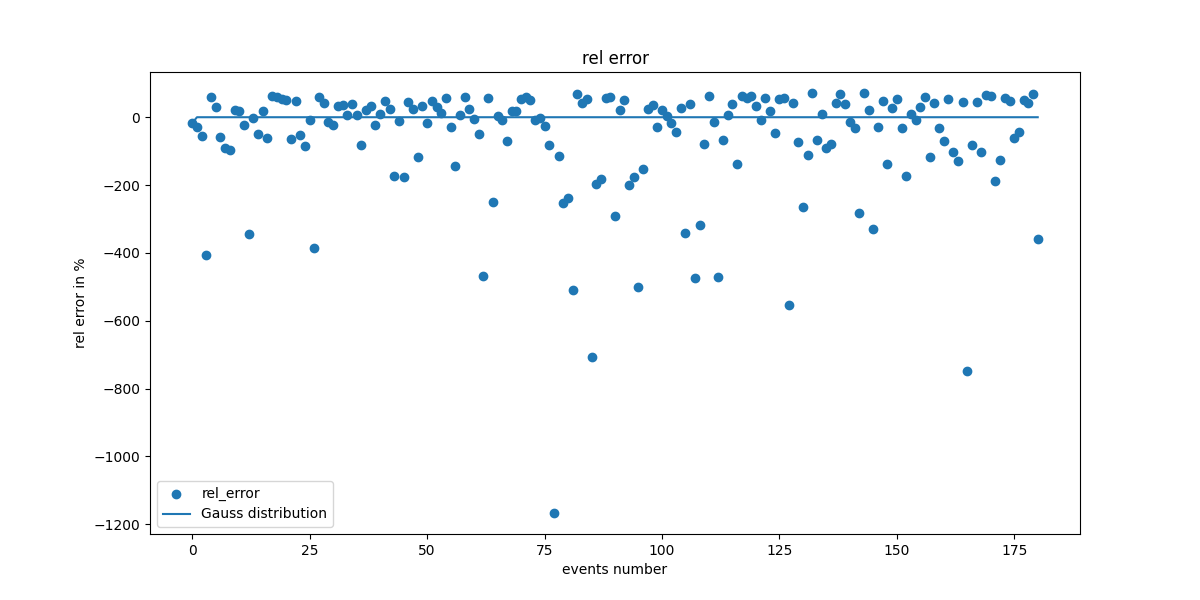 rel error
rel error in %
0
−200
−400
−600
−800
−1000
−1200
rel_error
Gauss distribution
0 25 50 75 100 125 150 175
events number